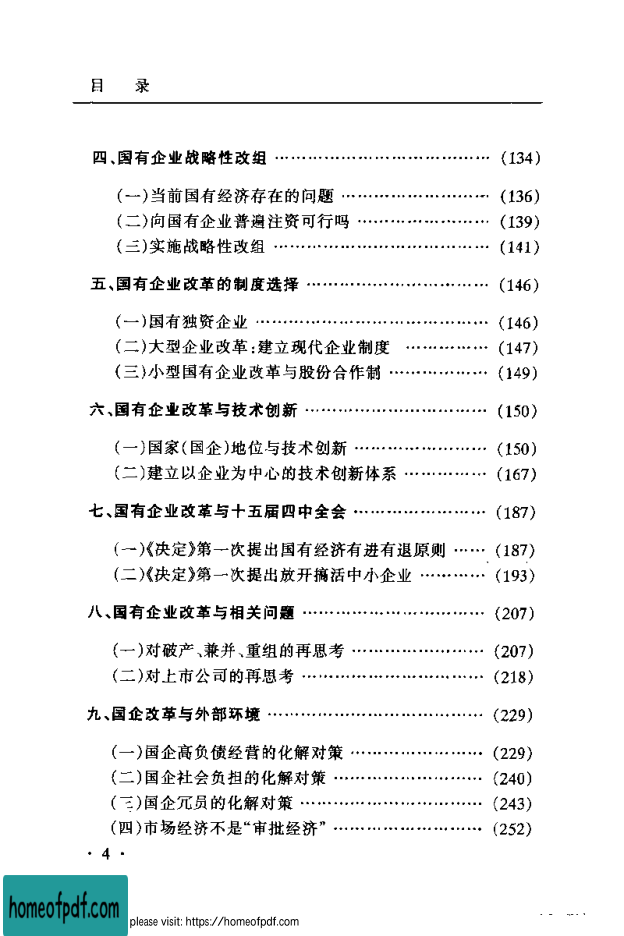 目 录
四、国有企业战略性改组 …………………………………… (134)
(一)当前国有经济存在的问题 ……………………… (136)
(二)向国有企业普遍注资可行吗 …………………… (139)
(三)实施战略性改组 ………………………………… (141)
五、国有企业改革的制度选择 …………………………… (146)
(一)国有独资企业 …………………………………… (146)
(二)大型企业改革:建立现代企业制度 …………… (147)
(三)小型国有企业改革与股份合作制 ……………… (149)
六、国有企业改革与技术创新 …………………………… (150)
(一)国家(国企)地位与技术创新 …………………… (150)
(二)建立以企业为中心的技术创新体系 …………… (167)
七、国有企业改革与十五届四中全会 …………………… (187)
(一)《决定》第一次提出国有经济有进有退原则 …… (187)
(二)《决定》第一次提出放开搞活中小企业 ………… (193)
八、国有企业改革与相关问题 …………………………… (207)
(一)对破产、兼并、重组的再思考 …………………… (207)
(二)对上市公司的再思考 …………………………… (218)
九、国企改革与外部环境 ………………………………… (229)
(一)国企高负债经营的化解对策 …………………… (229)
(二)国企社会负担的化解对策 ……………………… (240)
(三)国企冗员的化解对策 …………………………… (243)
(四)市场经济不是“审批经济” ……………………… (252)
· 4 ·
homeofpdf.com
please visit: https://homeofpdf.com